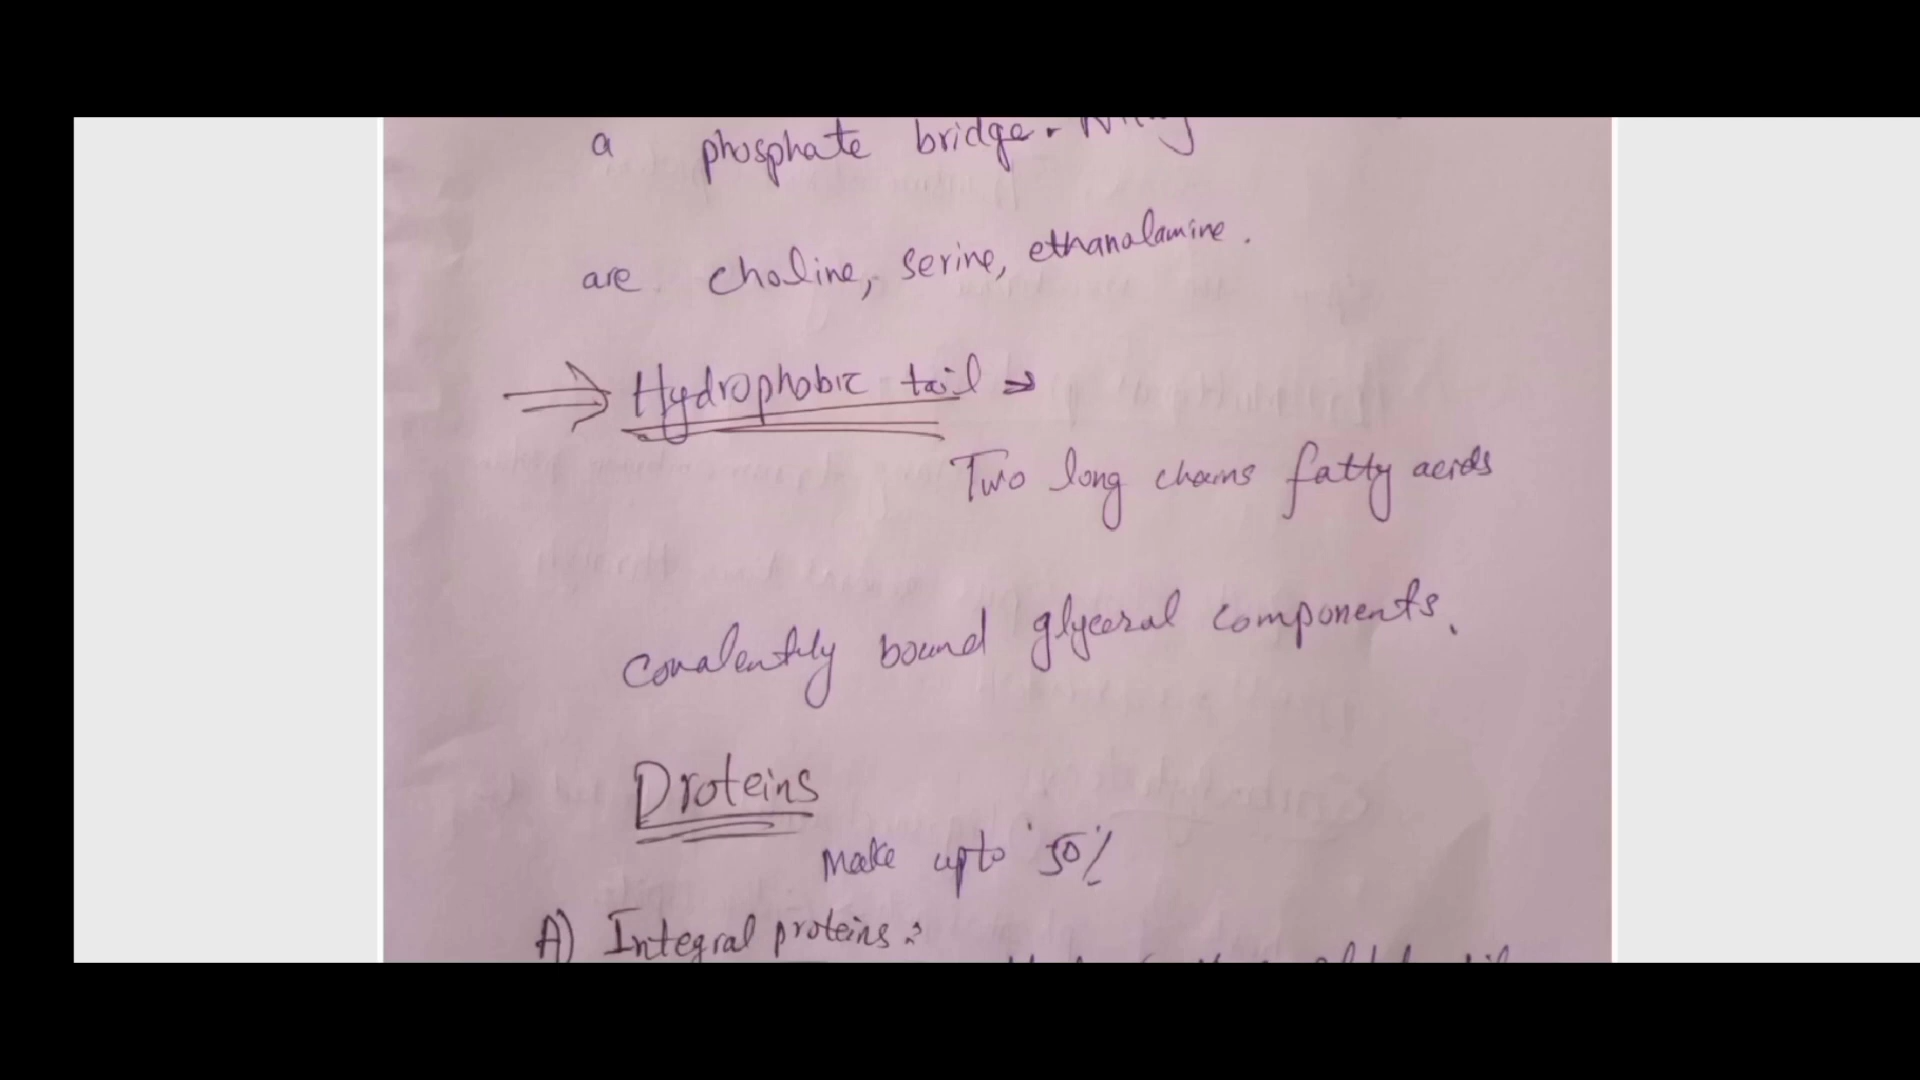 a phosphate bridge.
are choline, serine, ethanolamine.
⇒ Hydrophobic tail →
Two long chains fatty acids
covalently bound glycerol components.
Proteins
Make upto 50%
A) Integral proteins: